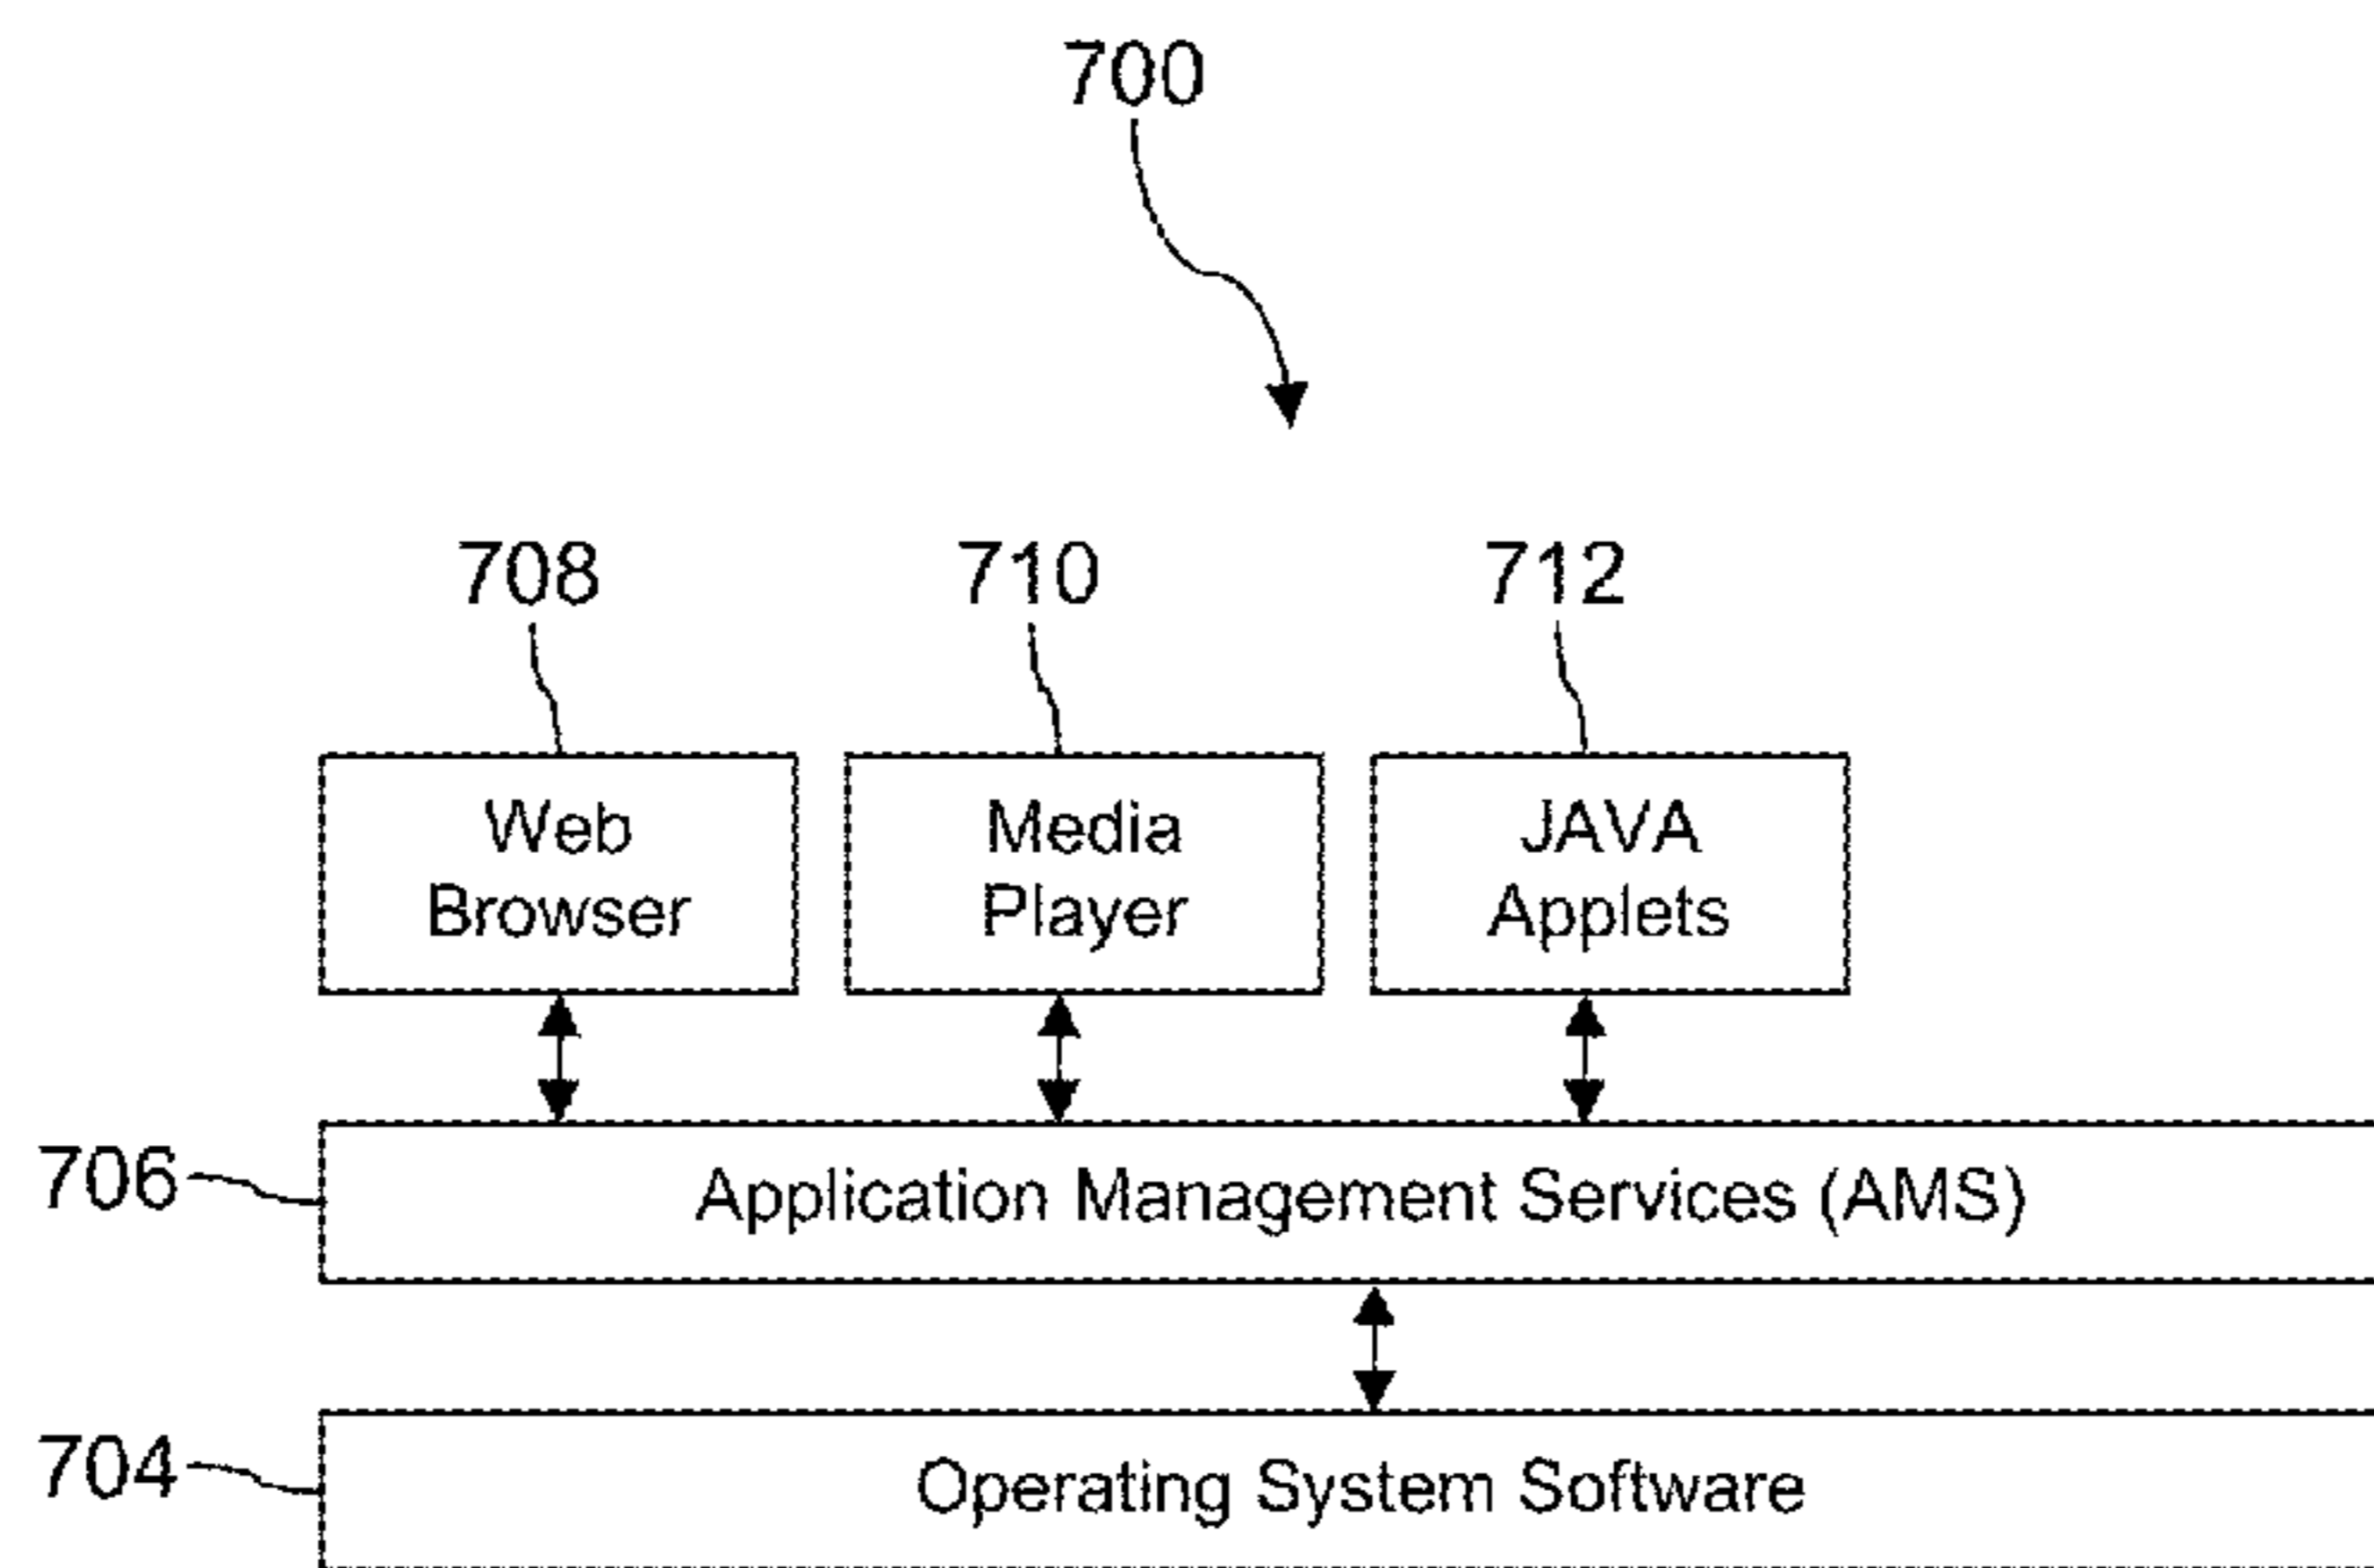 700
708 710 712
Web Browser
Media Player
JAVA Applets
706
Application Management Services (AMS)
704
Operating System Software